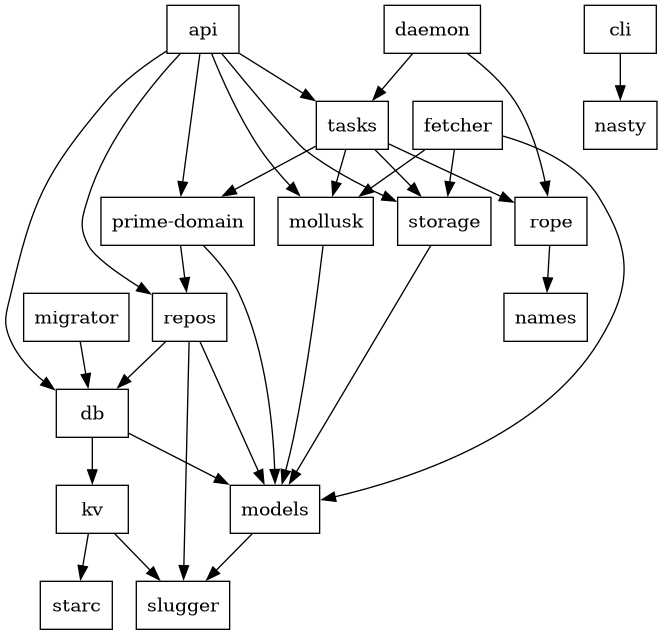 api
daemon
cli
tasks
fetcher
nasty
prime-domain
mollusk
storage
rope
migrator
repos
names
db
kv
models
starc
slugger